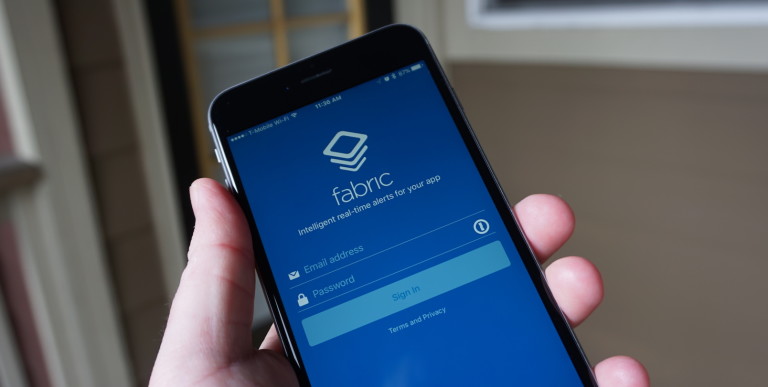 T-Mobile Wi-Fi 11:36 AM 87%
fabric
Intelligent real-time alerts for your app
Email address
Password
Sign In
Terms and Privacy